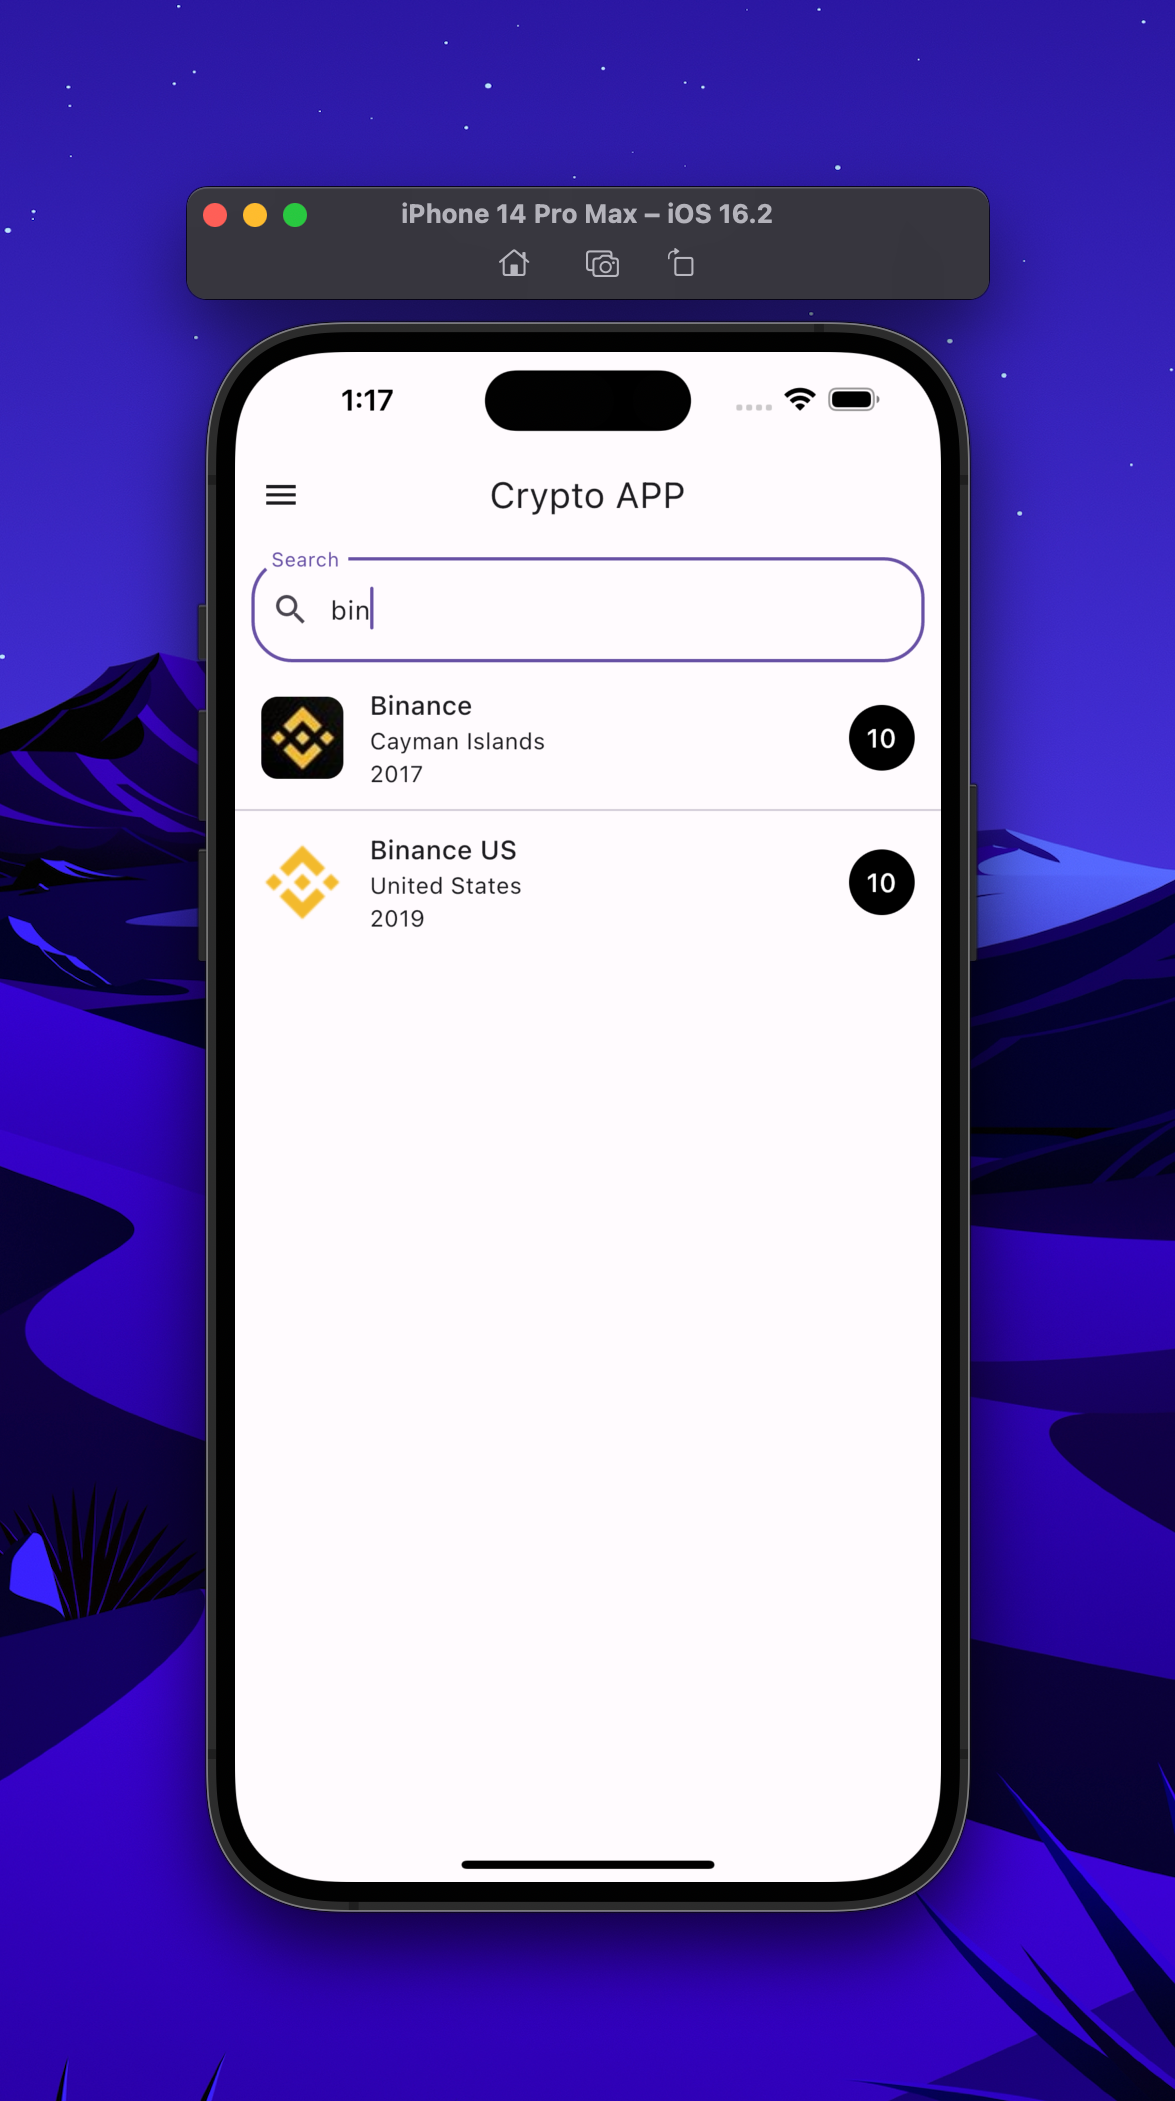 iPhone 14 Pro Max – iOS 16.2
1:17
Crypto APP
Search
bin
Binance
Cayman Islands
2017
10
Binance US
United States
2019
10